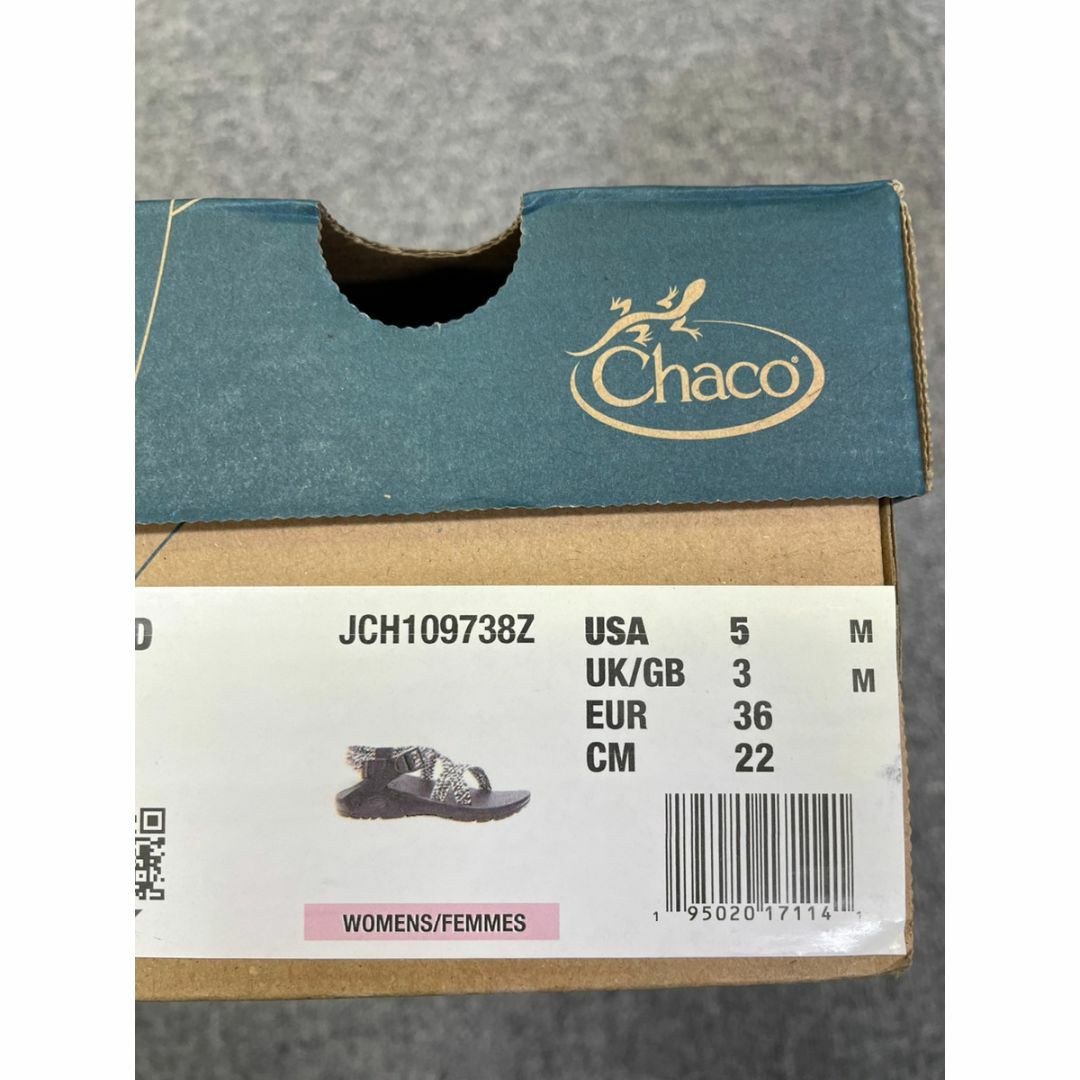 Chaco®
D
JCH109738Z
USA 5 M
UK/GB 3 M
EUR 36
CM 22
WOMENS/FEMMES
1 95020 17114 1